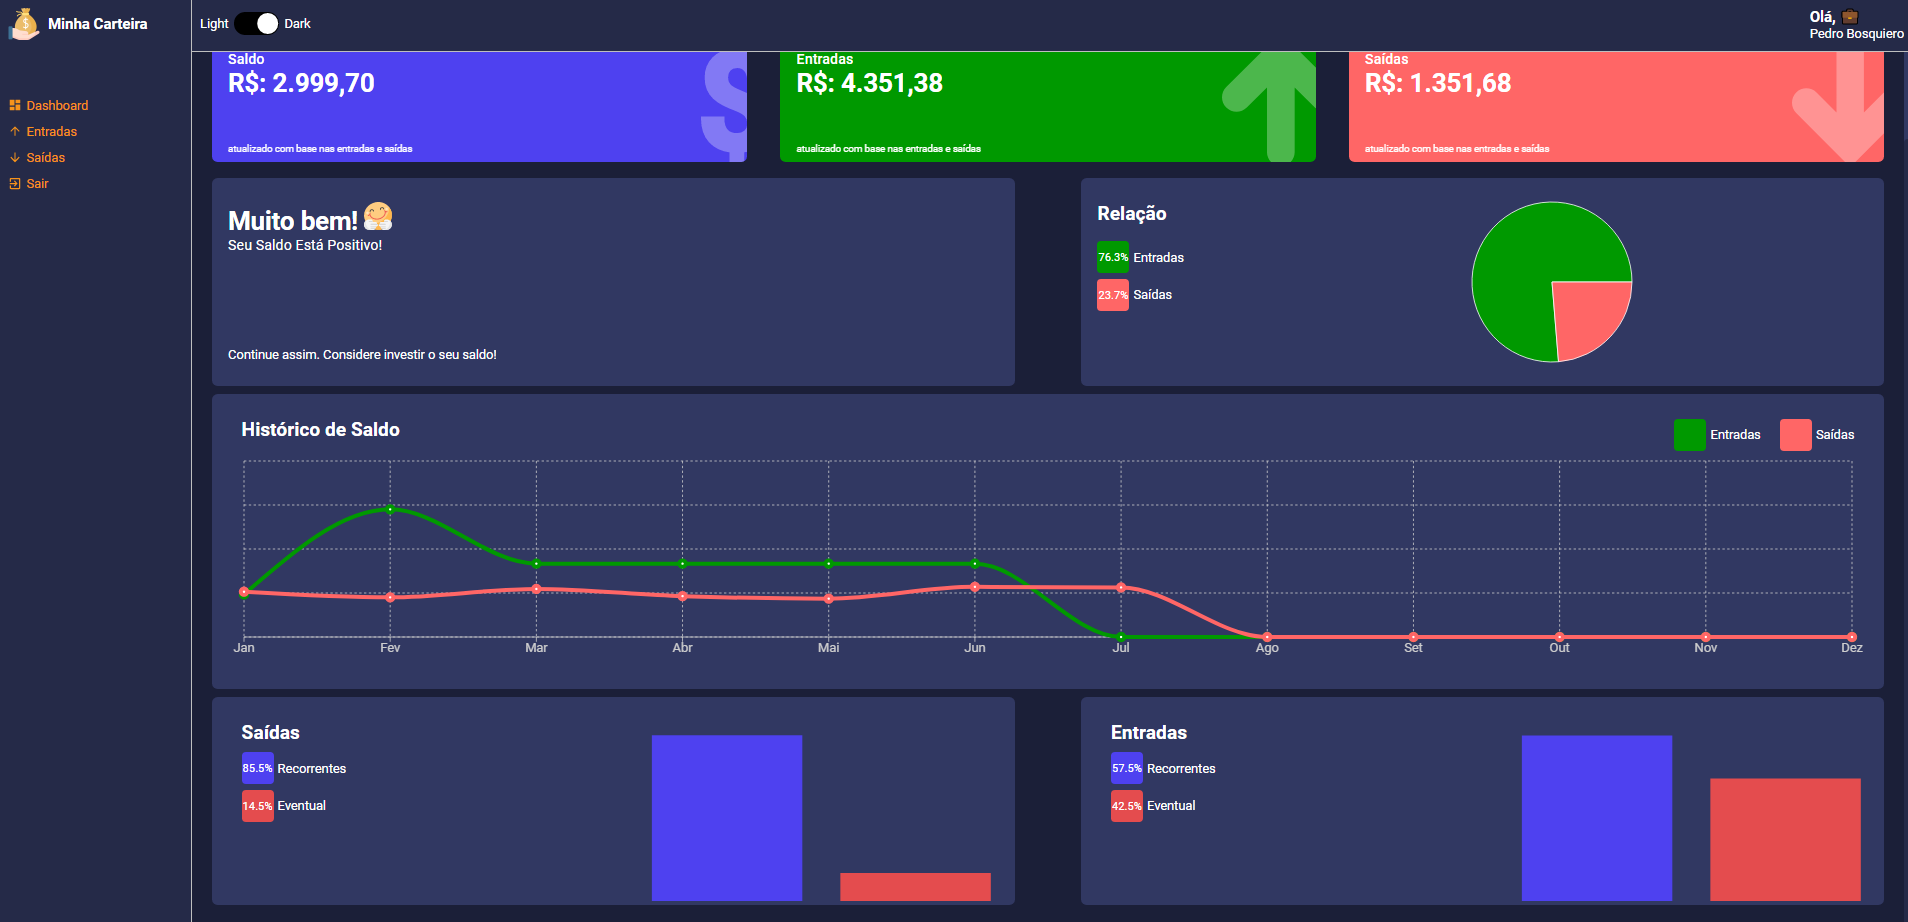 Minha Carteira
Light Dark
Olá,
Pedro Bosquiero
Dashboard
Entradas
Saídas
Sair
Saldo
R$: 2.999,70
atualizado com base nas entradas e saídas
Entradas
R$: 4.351,38
atualizado com base nas entradas e saídas
Saídas
R$: 1.351,68
atualizado com base nas entradas e saídas
Muito bem!
Seu Saldo Está Positivo!
Continue assim. Considere investir o seu saldo!
Relação
76.3% Entradas
23.7% Saídas
Histórico de Saldo
Entradas Saídas
Jan Fev Mar Abr Mai Jun Jul Ago Set Out Nov Dez
Saídas
85.5% Recorrentes
14.5% Eventual
Entradas
57.5% Recorrentes
42.5% Eventual